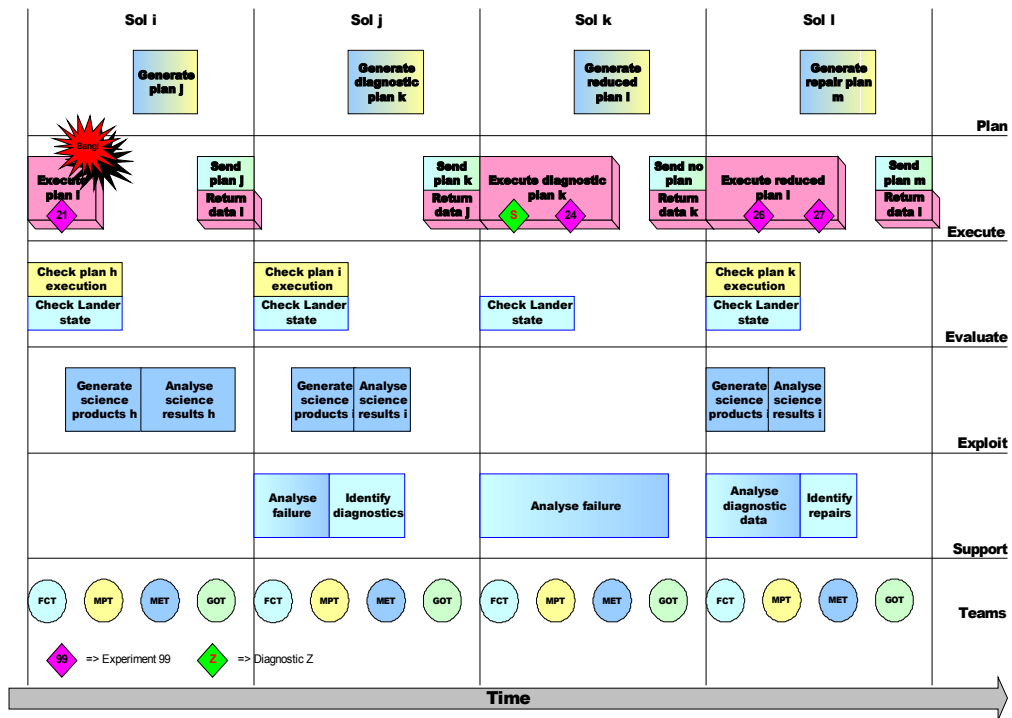 Sol i
Sol j
Sol k
Sol l
Generate
plan j
Generate
diagnostic
plan k
Generate
reduced
plan l
Generate
repair plan
m
Plan
Bang!
Execute
plan i
21
Send
plan j
Return
data i
Send
plan k
Return
data j
Execute diagnostic
plan k
S
24
Send no
plan
Return
data k
Execute reduced
plan l
26
27
Send
plan m
Return
data l
Execute
Check plan h
execution
Check Lander
state
Check plan i
execution
Check Lander
state
Check Lander
state
Check plan k
execution
Check Lander
state
Evaluate
Generate
science
products h
Analyse
science
results h
Generate
science
products i
Analyse
science
results i
Generate
science
products i
Analyse
science
results i
Exploit
Analyse
failure
Identify
diagnostics
Analyse failure
Analyse
diagnostic
data
Identify
repairs
Support
FCT
MPT
MET
GOT
FCT
MPT
MET
GOT
FCT
MPT
MET
GOT
FCT
MPT
MET
GOT
Teams
99
=> Experiment 99
Z
=> Diagnostic Z
Time